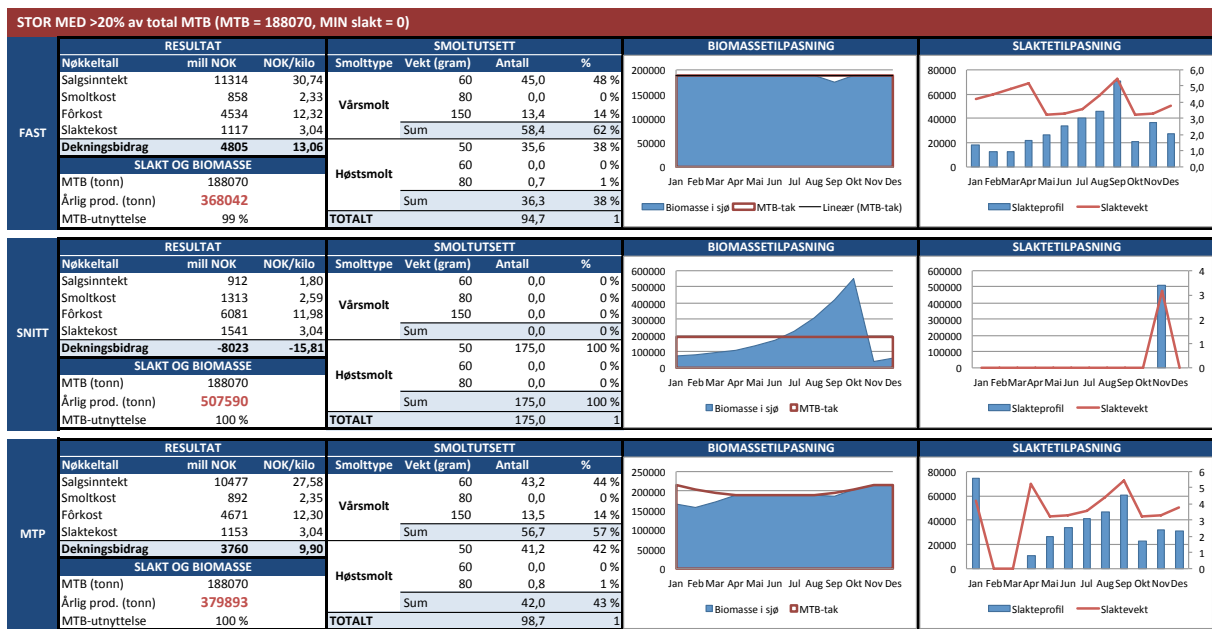 STOR MED >20% av total MTB (MTB = 188070, MIN slakt = 0)
FAST
RESULTAT
Nøkkeltall mill NOK NOK/kilo
Salgsinntekt 11314 30,74
Smoltkost 858 2,33
Fôrkost 4534 12,32
Slaktekost 1117 3,04
Dekningsbidrag 4805 13,06
SLAKT OG BIOMASSE
MTB (tonn) 188070
Årlig prod. (tonn) 368042
MTB-utnyttelse 99 %
SMOLTUTSETT
Smolttype Vekt (gram) Antall %
Vårsmolt
60 45,0 48 %
80 0,0 0 %
150 13,4 14 %
Sum 58,4 62 %
Høstsmolt
50 35,6 38 %
60 0,0 0 %
80 0,7 1 %
Sum 36,3 38 %
TOTALT 94,7 1
BIOMASSETILPASNING
200000
150000
100000
50000
0
Jan Feb Mar Apr Mai Jun Jul Aug Sep Okt Nov Des
Biomasse i sjø MTB-tak Lineær (MTB-tak)
SLAKTETILPASNING
80000 6,0
60000 5,0
40000 4,0
20000 3,0
0 2,0
1,0
0,0
Jan Feb Mar Apr Mai Jun Jul Aug Sep Okt Nov Des
Slakteprofil Slaktevekt
SNITT
RESULTAT
Nøkkeltall mill NOK NOK/kilo
Salgsinntekt 912 1,80
Smoltkost 1313 2,59
Fôrkost 6081 11,98
Slaktekost 1541 3,04
Dekningsbidrag -8023 -15,81
SLAKT OG BIOMASSE
MTB (tonn) 188070
Årlig prod. (tonn) 507590
MTB-utnyttelse 100 %
SMOLTUTSETT
Smolttype Vekt (gram) Antall %
Vårsmolt
60 0,0 0 %
80 0,0 0 %
150 0,0 0 %
Sum 0,0 0 %
Høstsmolt
50 175,0 100 %
60 0,0 0 %
80 0,0 0 %
Sum 175,0 100 %
TOTALT 175,0 1
BIOMASSETILPASNING
600000
500000
400000
300000
200000
100000
0
Jan Feb Mar Apr Mai Jun Jul Aug Sep Okt Nov Des
Biomasse i sjø MTB-tak
SLAKTETILPASNING
600000 4
500000 3
400000 2
300000 1
200000 0
100000
0
Jan Feb Mar Apr Mai Jun Jul Aug Sep Okt Nov Des
Slakteprofil Slaktevekt
MTP
RESULTAT
Nøkkeltall mill NOK NOK/kilo
Salgsinntekt 10477 27,58
Smoltkost 892 2,35
Fôrkost 4671 12,30
Slaktekost 1153 3,04
Dekningsbidrag 3760 9,90
SLAKT OG BIOMASSE
MTB (tonn) 188070
Årlig prod. (tonn) 379893
MTB-utnyttelse 100 %
SMOLTUTSETT
Smolttype Vekt (gram) Antall %
Vårsmolt
60 43,2 44 %
80 0,0 0 %
150 13,5 14 %
Sum 56,7 57 %
Høstsmolt
50 41,2 42 %
60 0,0 0 %
80 0,8 1 %
Sum 42,0 43 %
TOTALT 98,7 1
BIOMASSETILPASNING
250000
200000
150000
100000
50000
0
Jan Feb Mar Apr Mai Jun Jul Aug Sep Okt Nov Des
Biomasse i sjø MTB-tak
SLAKTETILPASNING
80000 6
60000 5
40000 4
20000 3
0 2
1
0
Jan Feb Mar Apr Mai Jun Jul Aug Sep Okt Nov Des
Slakteprofil Slaktevekt